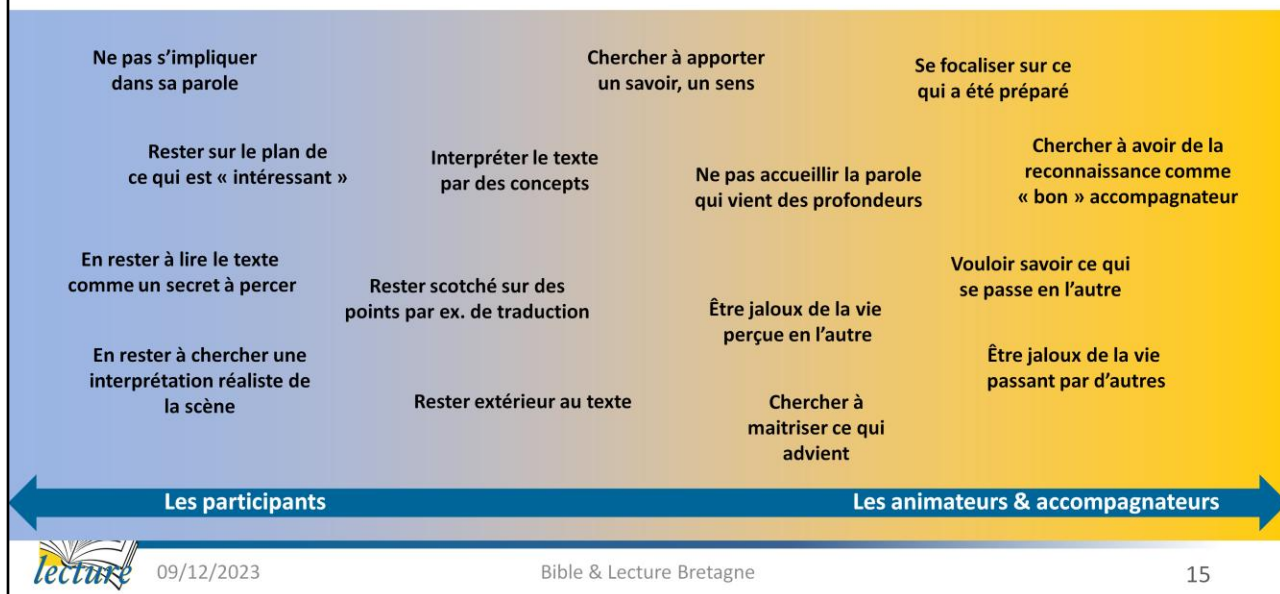 Ne pas s’impliquer
dans sa parole
Chercher à apporter
un savoir, un sens
Se focaliser sur ce
qui a été préparé
Rester sur le plan de
ce qui est « intéressant »
Interpréter le texte
par des concepts
Ne pas accueillir la parole
qui vient des profondeurs
Chercher à avoir de la
reconnaissance comme
« bon » accompagnateur
En rester à lire le texte
comme un secret à percer
Rester scotché sur des
points par ex. de traduction
Être jaloux de la vie
perçue en l’autre
Vouloir savoir ce qui
se passe en l’autre
En rester à chercher une
interprétation réaliste de
la scène
Rester extérieur au texte
Chercher à
maitriser ce qui
advient
Être jaloux de la vie
passant par d’autres
Les participants
Les animateurs & accompagnateurs
lecture
09/12/2023
Bible & Lecture Bretagne
15